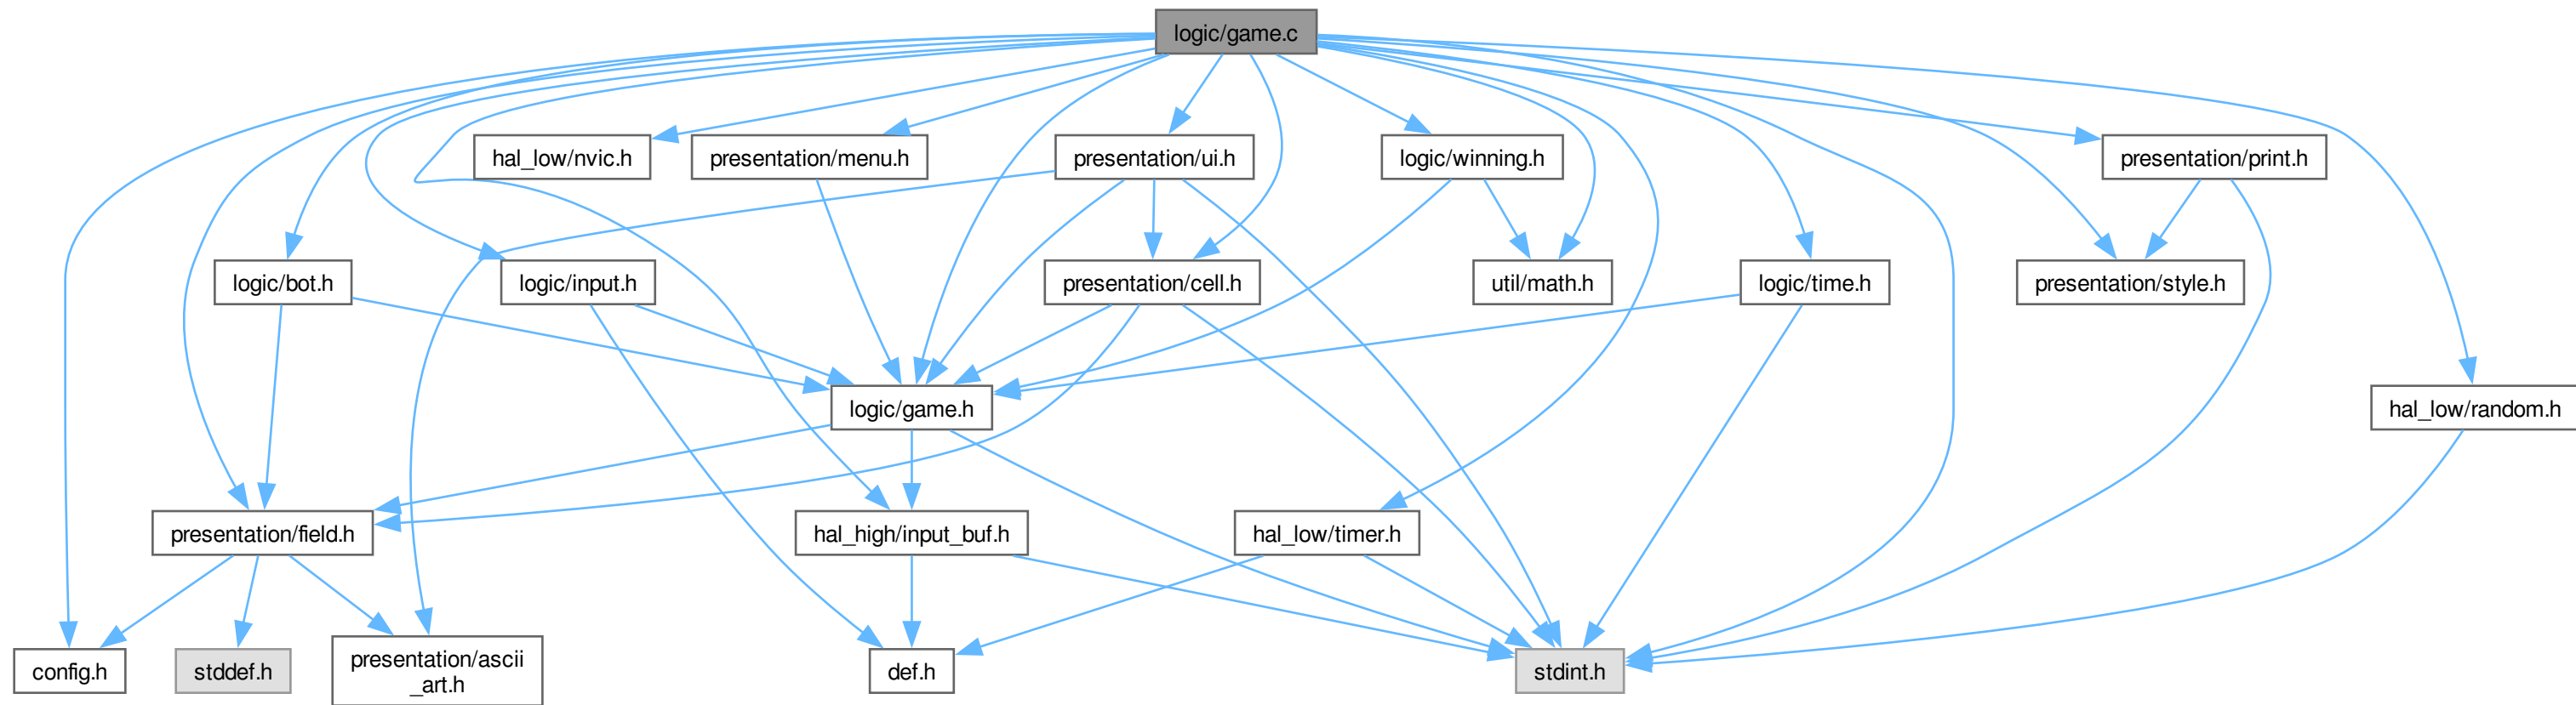 logic/game.c
hal_low/nvic.h
presentation/menu.h
presentation/ui.h
logic/winning.h
presentation/print.h
logic/bot.h
logic/input.h
presentation/cell.h
util/math.h
logic/time.h
presentation/style.h
logic/game.h
hal_low/random.h
presentation/field.h
hal_high/input_buf.h
hal_low/timer.h
config.h
stddef.h
presentation/ascii
_art.h
def.h
stdint.h